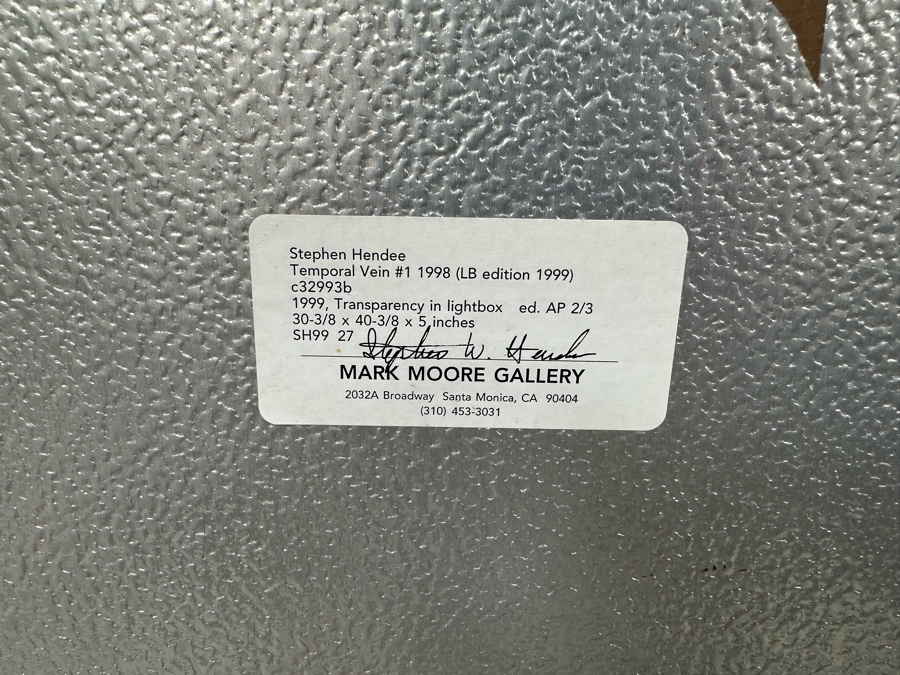 Stephen Hendee
Temporal Vein #1 1998 (LB edition 1999)
c32993b
1999, Transparency in lightbox ed. AP 2/3
30-3/8 x 40-3/8 x 5 inches
SH99 27 Stephen W. Hendee
MARK MOORE GALLERY
2032A Broadway Santa Monica, CA 90404
(310) 453-3031